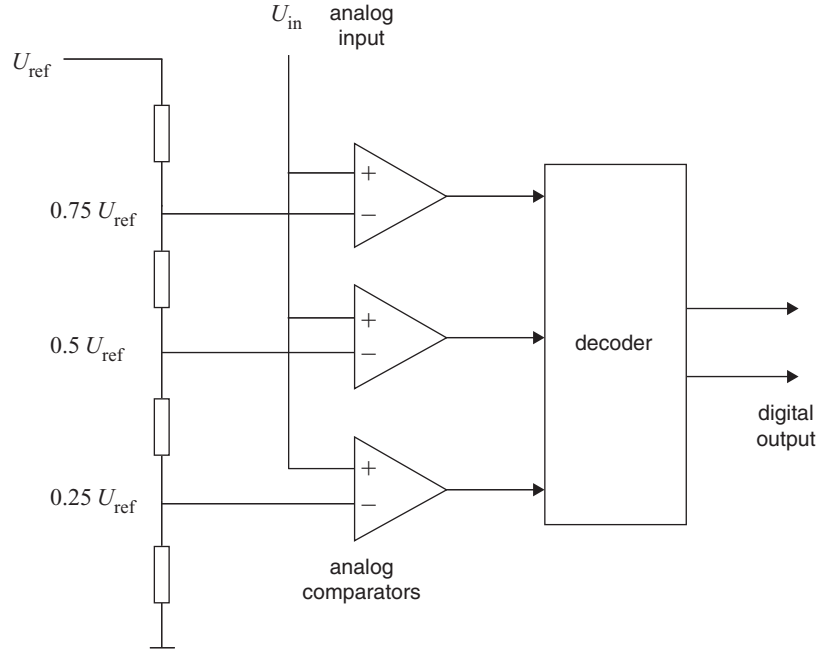 U_in analog
input
U_ref
+
−
0.75 U_ref
+
−
0.5 U_ref
decoder
digital
output
+
−
0.25 U_ref
analog
comparators